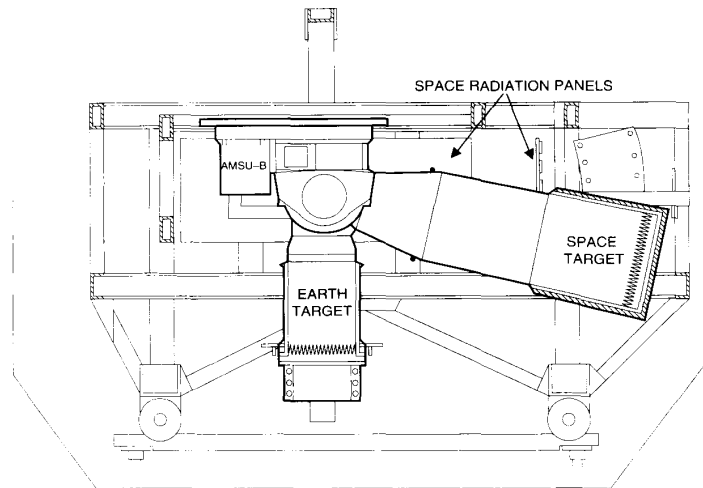 SPACE RADIATION PANELS
AMSU-B
SPACE
TARGET
EARTH
TARGET